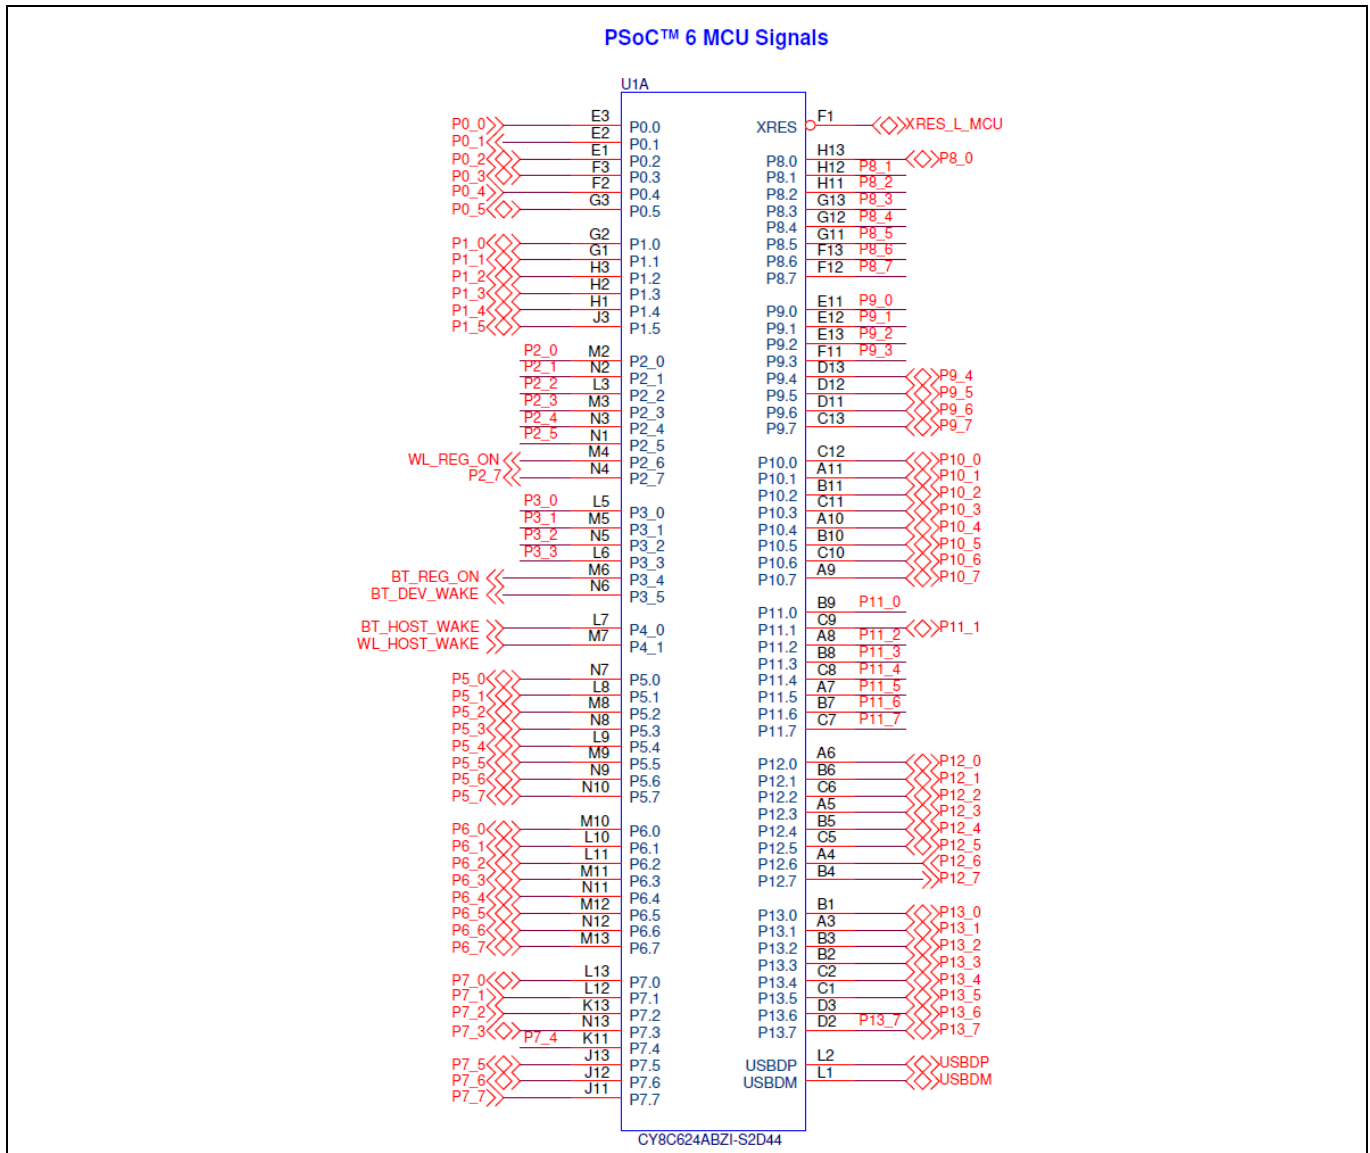 PSoC™ 6 MCU Signals
U1A
P0_0 E3 P0.0
P0_1 E2 P0.1
P0_2 E1 P0.2
P0_3 F3 P0.3
P0_4 F2 P0.4
P0_5 G3 P0.5
P1_0 G2 P1.0
P1_1 G1 P1.1
P1_2 H3 P1.2
P1_3 H2 P1.3
P1_4 H1 P1.4
P1_5 J3 P1.5
P2_0 M2 P2_0
P2_1 N2 P2_1
P2_2 L3 P2_2
P2_3 M3 P2_3
P2_4 N3 P2_4
P2_5 N1 P2_5
WL_REG_ON M4 P2_6
P2_7 N4 P2_7
P3_0 L5 P3_0
P3_1 M5 P3_1
P3_2 N5 P3_2
P3_3 L6 P3_3
BT_REG_ON M6 P3_4
BT_DEV_WAKE N6 P3_5
BT_HOST_WAKE L7 P4_0
WL_HOST_WAKE M7 P4_1
P5_0 N7 P5.0
P5_1 L8 P5.1
P5_2 M8 P5.2
P5_3 N8 P5.3
P5_4 L9 P5.4
P5_5 M9 P5.5
P5_6 N9 P5.6
P5_7 N10 P5.7
P6_0 M10 P6.0
P6_1 L10 P6.1
P6_2 L11 P6.2
P6_3 M11 P6.3
P6_4 N11 P6.4
P6_5 M12 P6.5
P6_6 N12 P6.6
P6_7 M13 P6.7
P7_0 L13 P7.0
P7_1 L12 P7.1
P7_2 K13 P7.2
P7_3 N13 P7.3
P7_4 K11 P7.4
P7_5 J13 P7.5
P7_6 J12 P7.6
P7_7 J11 P7.7
XRES F1 XRES_L_MCU
P8.0 H13 P8_0
P8.1 H12 P8_1
P8.2 H11 P8_2
P8.3 G13 P8_3
P8.4 G12 P8_4
P8.5 G11 P8_5
P8.6 F13 P8_6
P8.7 F12 P8_7
P9.0 E11 P9_0
P9.1 E12 P9_1
P9.2 E13 P9_2
P9.3 F11 P9_3
P9.4 D13 P9_4
P9.5 D12 P9_5
P9.6 D11 P9_6
P9.7 C13 P9_7
P10.0 C12 P10_0
P10.1 A11 P10_1
P10.2 B11 P10_2
P10.3 C11 P10_3
P10.4 A10 P10_4
P10.5 B10 P10_5
P10.6 C10 P10_6
P10.7 A9 P10_7
P11.0 B9 P11_0
P11.1 C9 P11_1
P11.2 A8 P11_2
P11.3 B8 P11_3
P11.4 C8 P11_4
P11.5 A7 P11_5
P11.6 B7 P11_6
P11.7 C7 P11_7
P12.0 A6 P12_0
P12.1 B6 P12_1
P12.2 C6 P12_2
P12.3 A5 P12_3
P12.4 B5 P12_4
P12.5 C5 P12_5
P12.6 A4 P12_6
P12.7 B4 P12_7
P13.0 B1 P13_0
P13.1 A3 P13_1
P13.2 B3 P13_2
P13.3 B2 P13_3
P13.4 C2 P13_4
P13.5 C1 P13_5
P13.6 D3 P13_6
P13.7 D2 P13_7 P13_7
USBDP L2 USBDP
USBDM L1 USBDM
CY8C624ABZI-S2D44